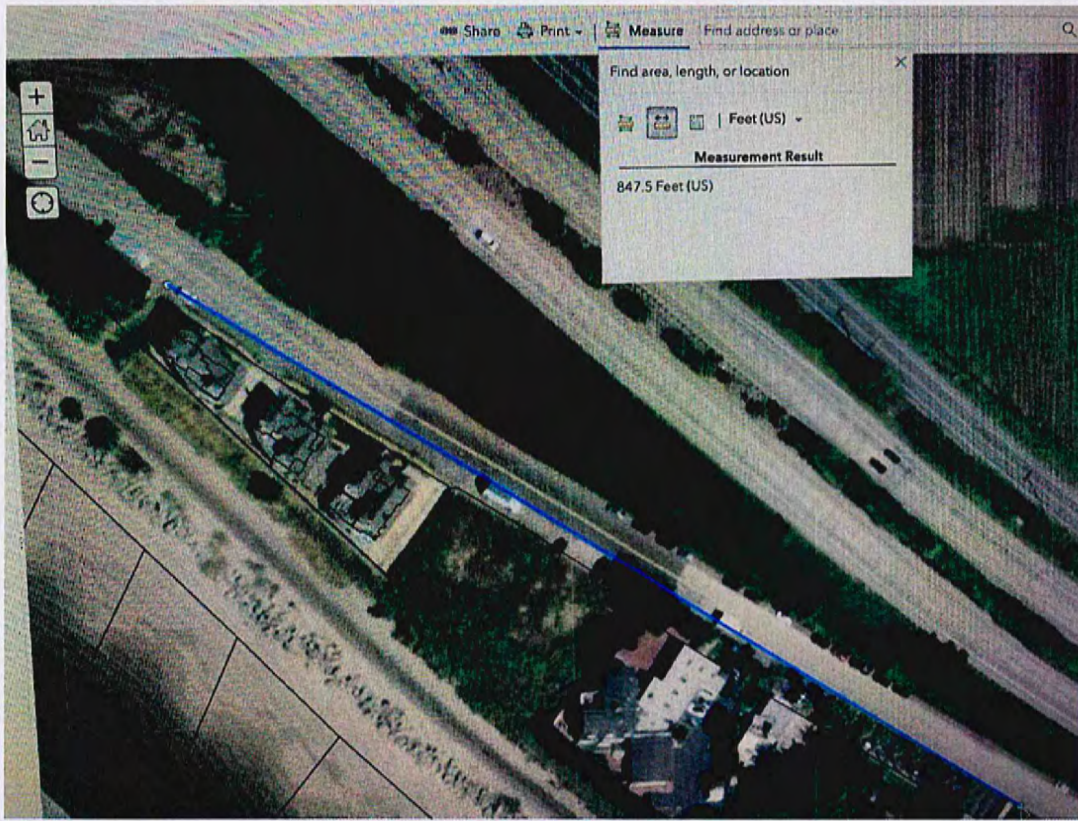 Share Print Measure Find address or place
Find area, length, or location
Feet (US)
Measurement Result
847.5 Feet (US)